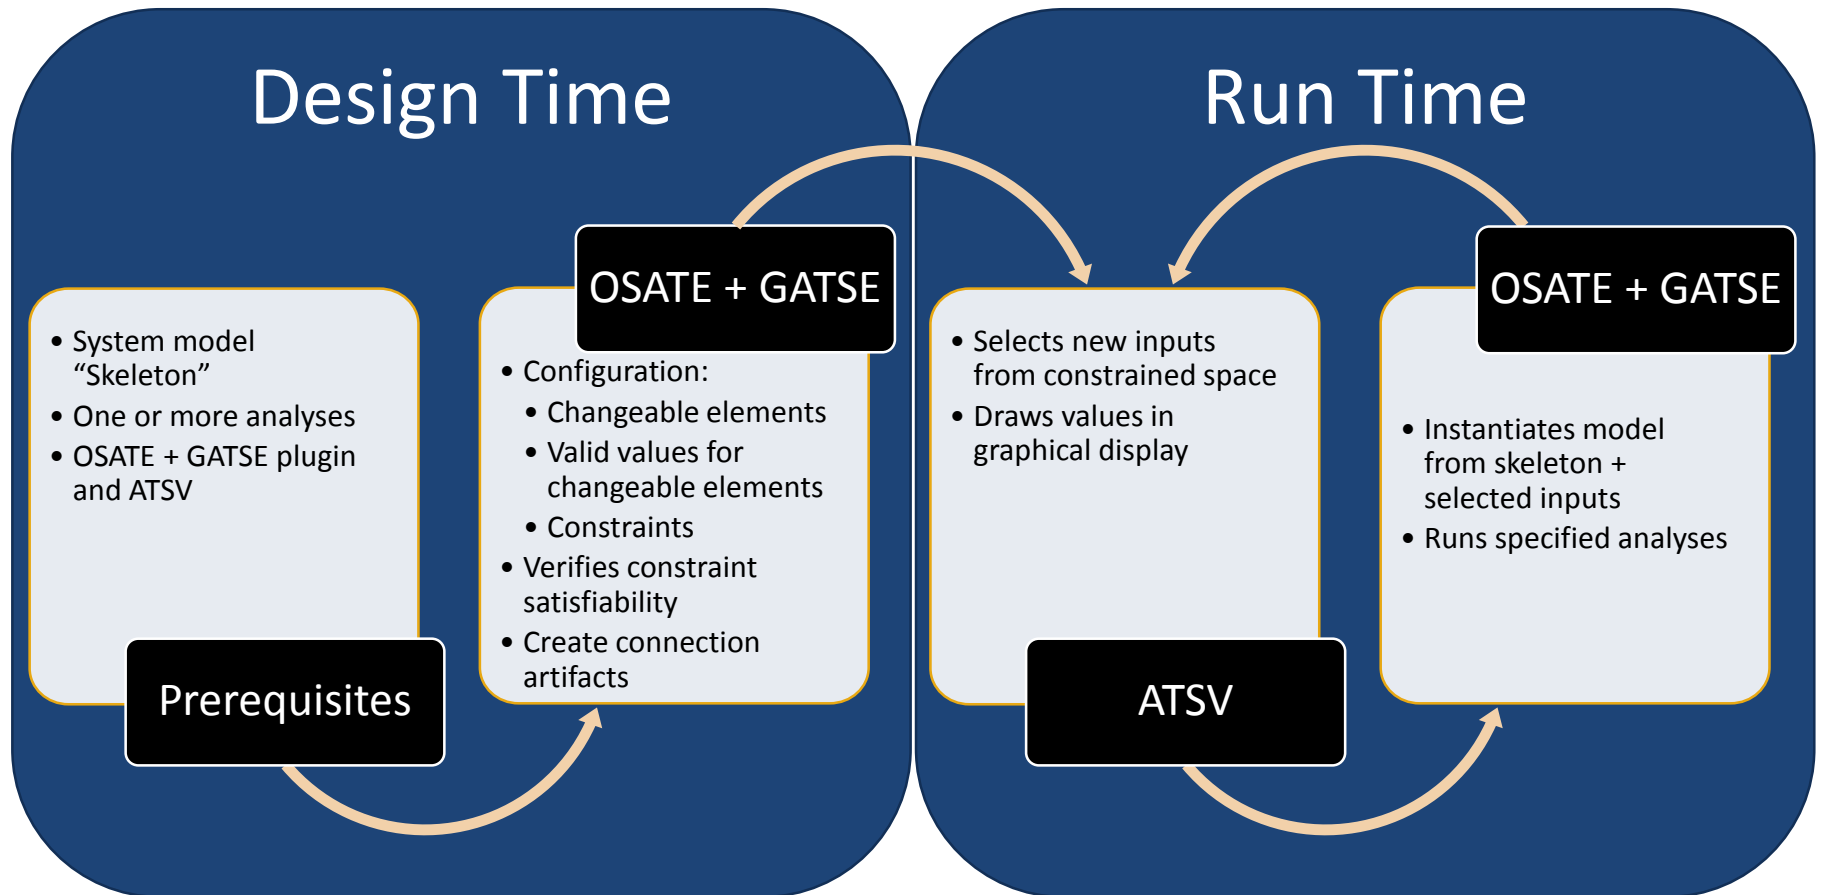 Design Time
• System model
“Skeleton”
• One or more analyses
• OSATE + GATSE plugin
and ATSV
Prerequisites
OSATE + GATSE
• Configuration:
• Changeable elements
• Valid values for
changeable elements
• Constraints
• Verifies constraint
satisfiability
• Create connection
artifacts
Run Time
• Selects new inputs
from constrained space
• Draws values in
graphical display
ATSV
OSATE + GATSE
• Instantiates model
from skeleton +
selected inputs
• Runs specified analyses